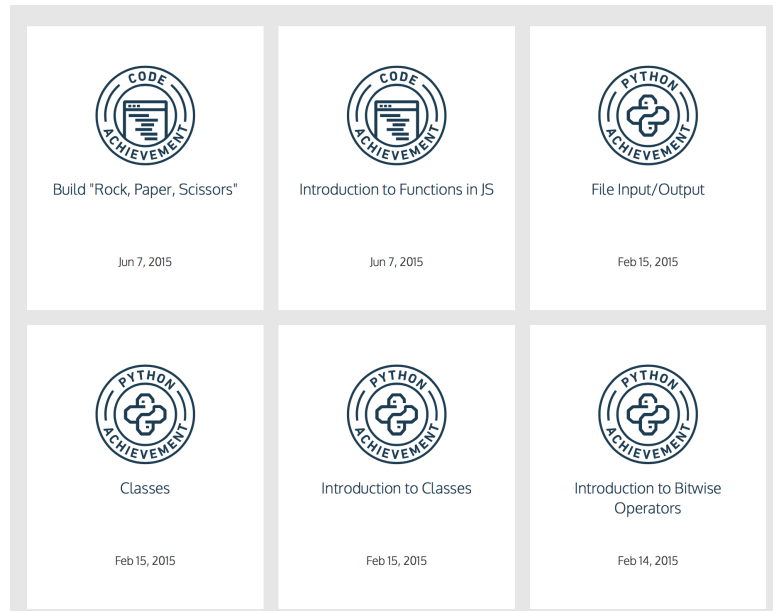 CODE ACHIEVEMENT
Build "Rock, Paper, Scissors"
Jun 7, 2015
CODE ACHIEVEMENT
Introduction to Functions in JS
Jun 7, 2015
PYTHON ACHIEVEMENT
File Input/Output
Feb 15, 2015
PYTHON ACHIEVEMENT
Classes
Feb 15, 2015
PYTHON ACHIEVEMENT
Introduction to Classes
Feb 15, 2015
PYTHON ACHIEVEMENT
Introduction to Bitwise
Operators
Feb 14, 2015